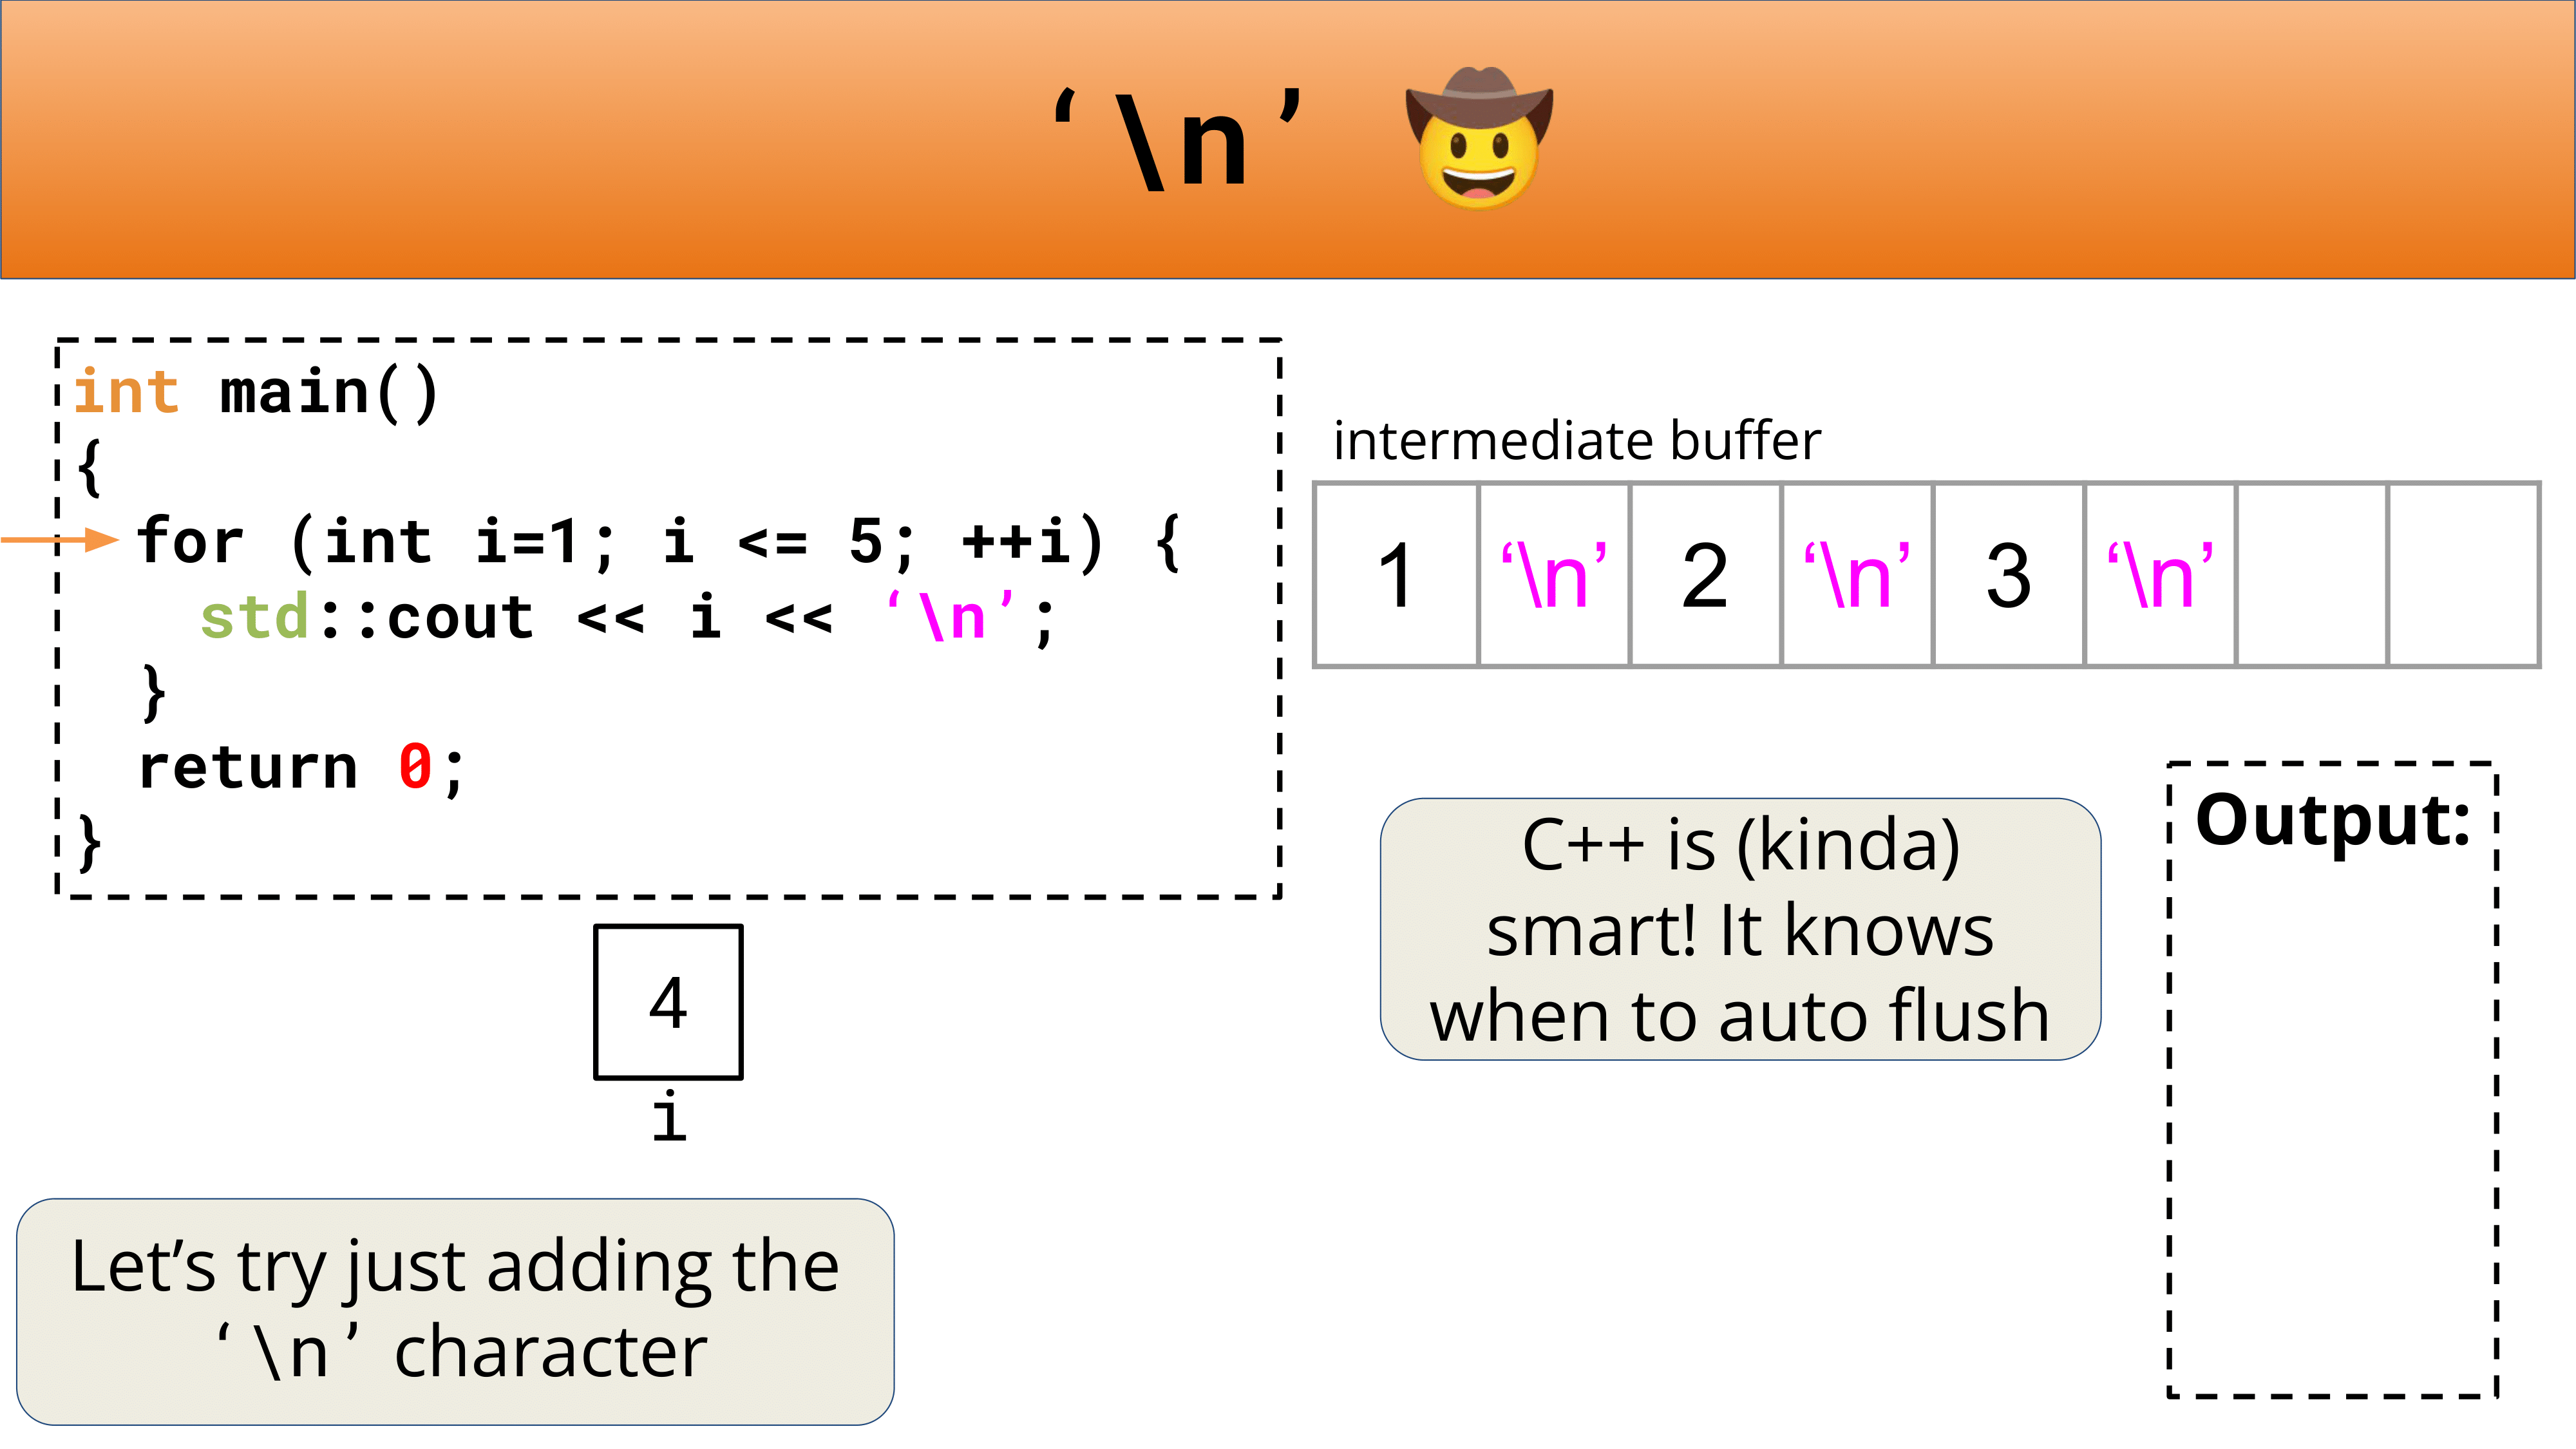 ‘\n’ 🤠
int main()
{
  for (int i=1; i <= 5; ++i) {
    std::cout << i << ‘\n’;
  }
  return 0;
}
intermediate buffer
1 ‘\n’ 2 ‘\n’ 3 ‘\n’
C++ is (kinda)
smart! It knows
when to auto flush
Output:
4
i
Let’s try just adding the
‘\n’ character